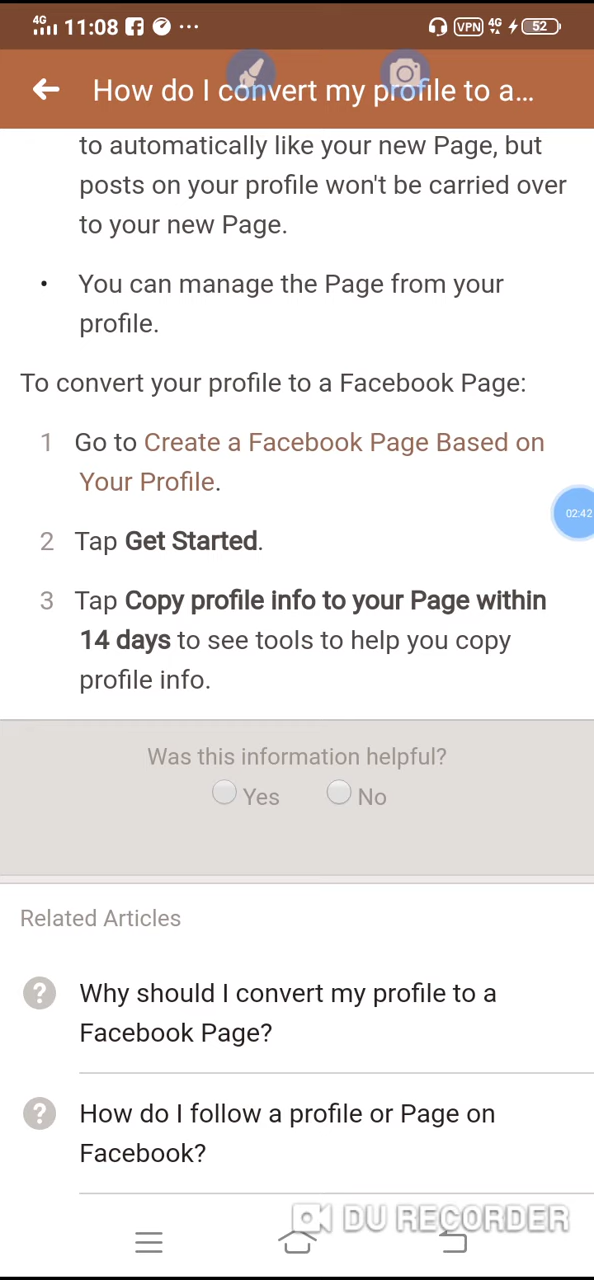 4G 11:08 ... VPN 4G 52
How do I convert my profile to a...
to automatically like your new Page, but
posts on your profile won't be carried over
to your new Page.
• You can manage the Page from your
profile.
To convert your profile to a Facebook Page:
1 Go to Create a Facebook Page Based on
Your Profile.
02:42
2 Tap Get Started.
3 Tap Copy profile info to your Page within
14 days to see tools to help you copy
profile info.
Was this information helpful?
Yes No
Related Articles
? Why should I convert my profile to a
Facebook Page?
? How do I follow a profile or Page on
Facebook?
DU RECORDER